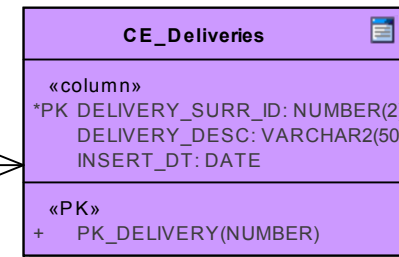 CE_Deliveries
«column»
*PK DELIVERY_SURR_ID: NUMBER(2
DELIVERY_DESC: VARCHAR2(50
INSERT_DT: DATE
«PK»
+ PK_DELIVERY(NUMBER)